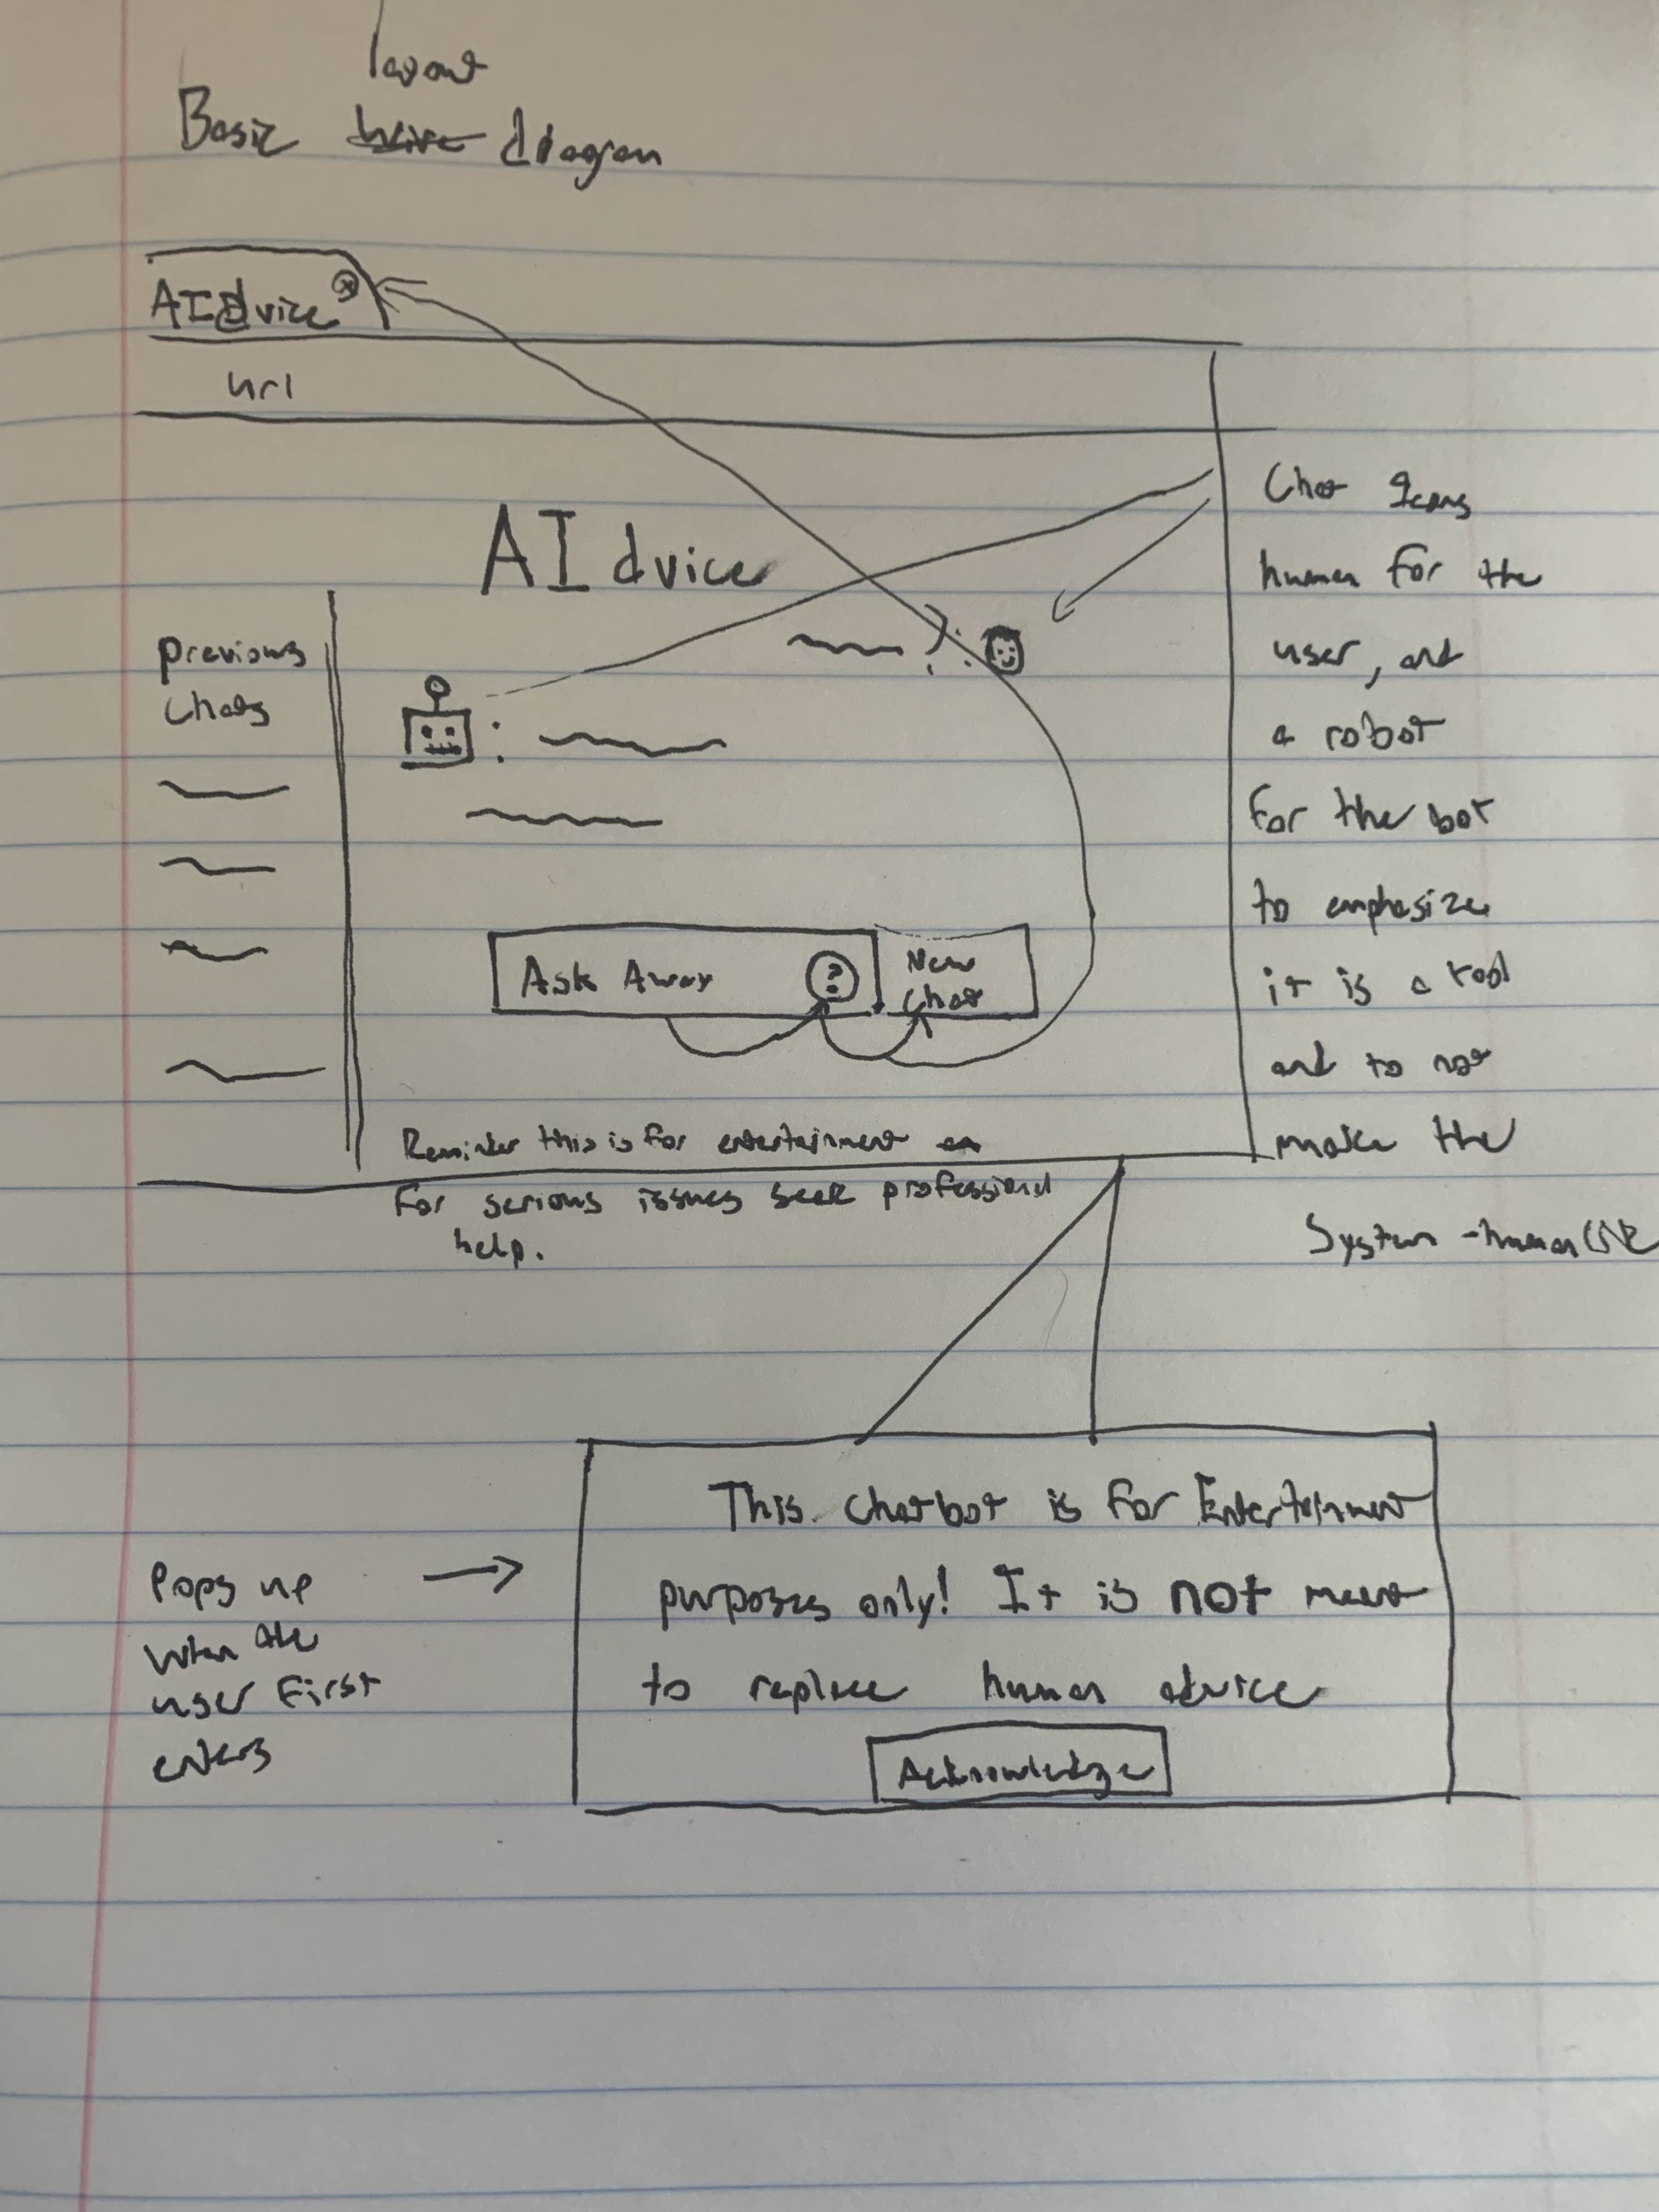 layout
Basic diagram
AIdvice
url
AIdvice
previous
chats
?
Ask Away ?
New
Chat
Reminder this is for entertainment
For serious issues seek professional
help.
Chat Icons
human for the
user, and
a robot
for the bot
to emphasize
it is a tool
and to not
make the
System - human
This chatbot is for Entertainment
purposes only! It is not meant
to replace human advice
Acknowledge
Pops up
when the
user first
enters